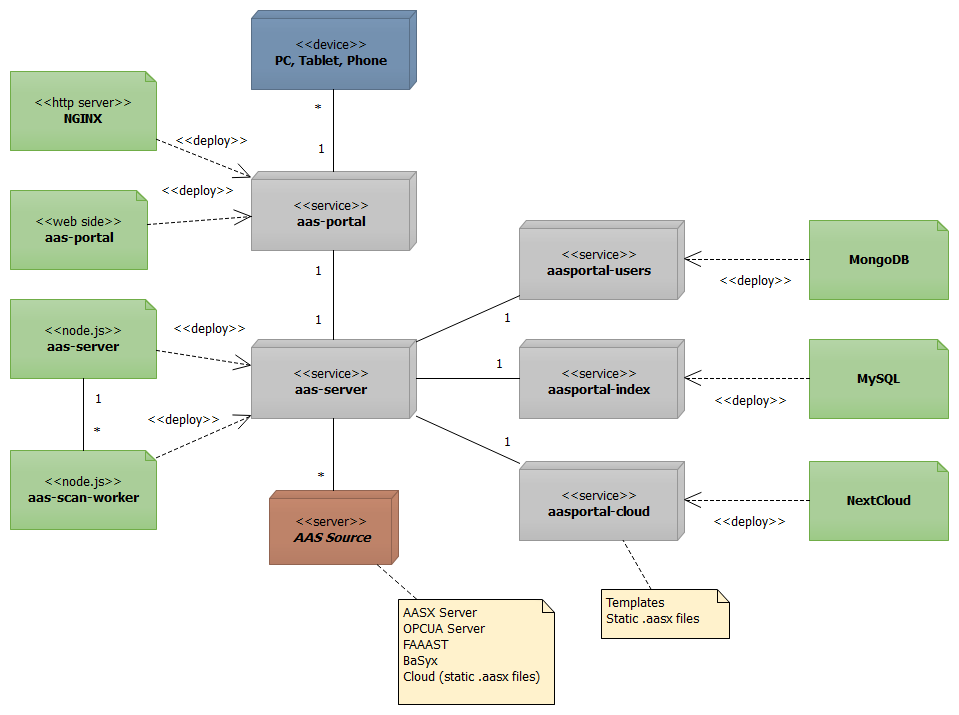 <<device>>
PC, Tablet, Phone
<<http server>>
NGINX
*
<<deploy>>
1
<<deploy>>
<<service>>
aas-portal
<<web side>>
aas-portal
<<service>>
aasportal-users
MongoDB
1
<<deploy>>
1
1
<<node.js>>
aas-server
<<deploy>>
<<service>>
aas-server
1
<<service>>
aasportal-index
MySQL
<<deploy>>
1
*
<<deploy>>
1
<<node.js>>
aas-scan-worker
*
<<service>>
aasportal-cloud
NextCloud
<<server>>
AAS Source
<<deploy>>
AASX Server
OPCUA Server
FAAAST
BaSyx
Cloud (static .aasx files)
Templates
Static .aasx files